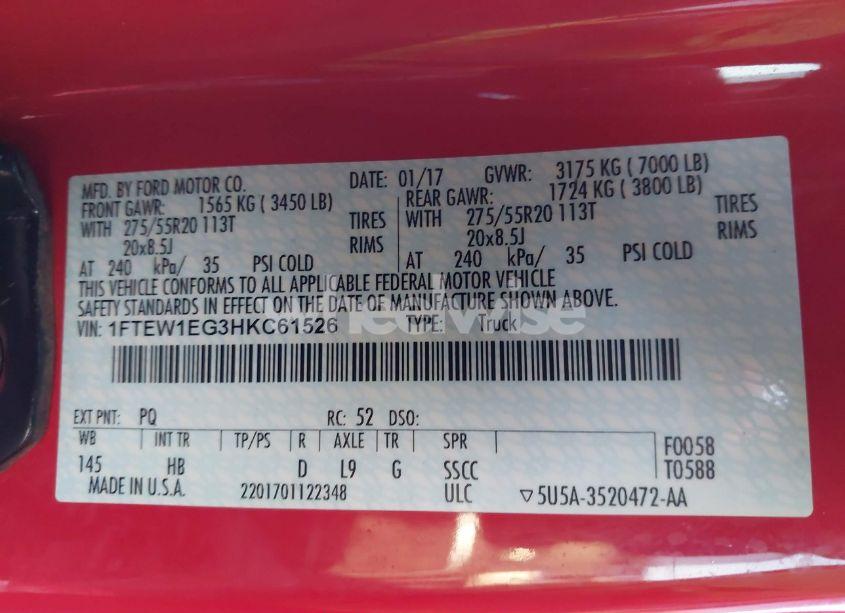 MFD. BY FORD MOTOR CO. DATE: 01/17 GVWR: 3175 KG ( 7000 LB)
FRONT GAWR: 1565 KG ( 3450 LB) REAR GAWR: 1724 KG ( 3800 LB)
WITH 275/55R20 113T TIRES WITH 275/55R20 113T TIRES
20x8.5J RIMS 20x8.5J RIMS
AT 240 kPa/ 35 PSI COLD AT 240 kPa/ 35 PSI COLD
THIS VEHICLE CONFORMS TO ALL APPLICABLE FEDERAL MOTOR VEHICLE
SAFETY STANDARDS IN EFFECT ON THE DATE OF MANUFACTURE SHOWN ABOVE.
VIN: 1FTEW1EG3HKC61526 TYPE: Truck
EXT PNT: PQ RC: 52 DSO:
WB INT TR TP/PS R AXLE TR SPR F0058
145 HB D L9 G SSCC T0588
MADE IN U.S.A. 2201701122348 ULC ▽5U5A-3520472-AA